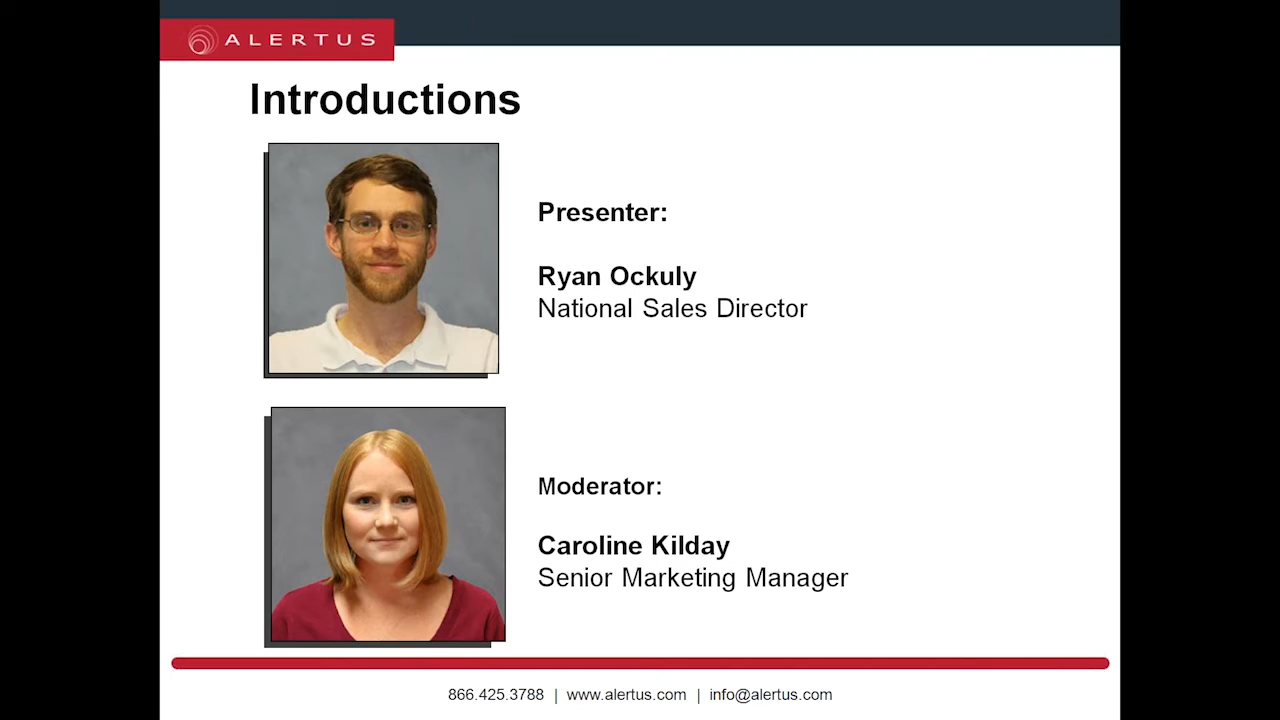 ALERTUS
Introductions
Presenter:
Ryan Ockuly
National Sales Director
Moderator:
Caroline Kilday
Senior Marketing Manager
866.425.3788 | www.alertus.com | info@alertus.com